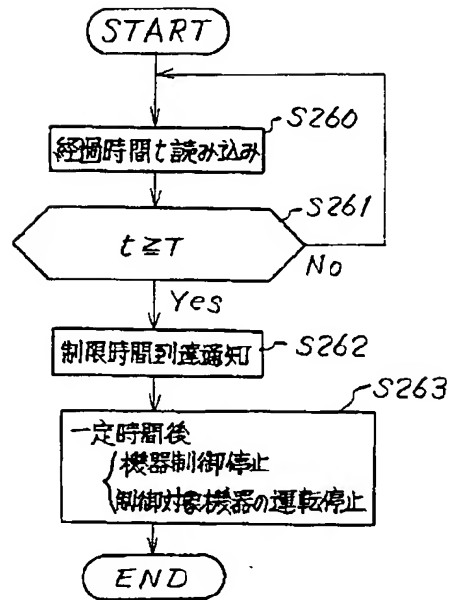 START
S260
経過時間t読み込み
S261
t≧T
No
Yes
制限時間到達通知
S262
S263
一定時間後
機器制御停止
制御対象機器の運転停止
END